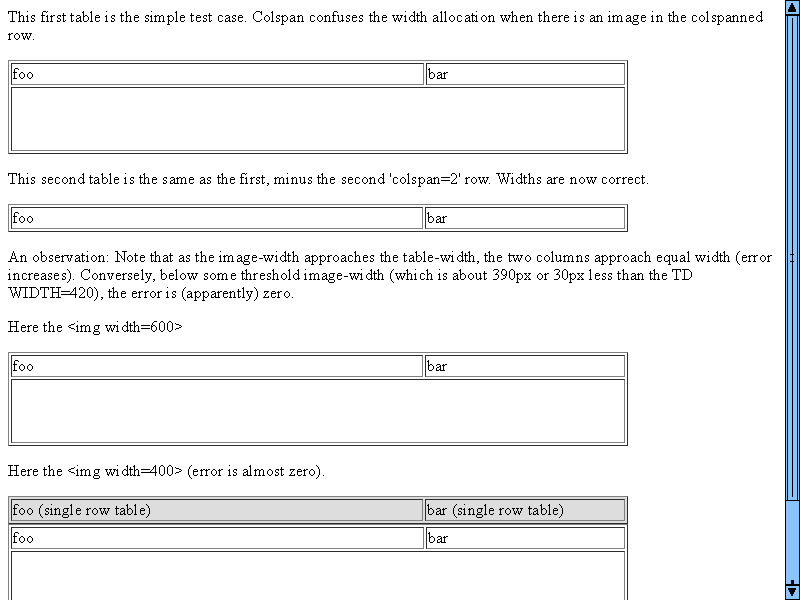 This first table is the simple test case. Colspan confuses the width allocation when there is an image in the colspanned
row.
foo bar
This second table is the same as the first, minus the second 'colspan=2' row. Widths are now correct.
foo bar
An observation: Note that as the image-width approaches the table-width, the two columns approach equal width (error
increases). Conversely, below some threshold image-width (which is about 390px or 30px less than the TD
WIDTH=420), the error is (apparently) zero.
Here the <img width=600>
foo bar
Here the <img width=400> (error is almost zero).
foo (single row table) bar (single row table)
foo bar